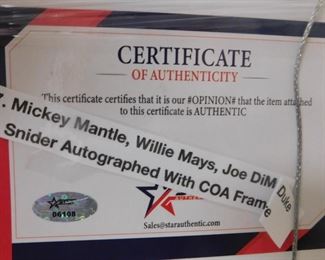 CERTIFICATE
OF AUTHENTICITY
This certificate certifies that it is our #OPINION# that the item attached
to this certificate is AUTHENTIC
7. Mickey Mantle, Willie Mays, Joe DiM Duke
Snider Autographed With COA Frame
06108
Sales@starauthentic.com